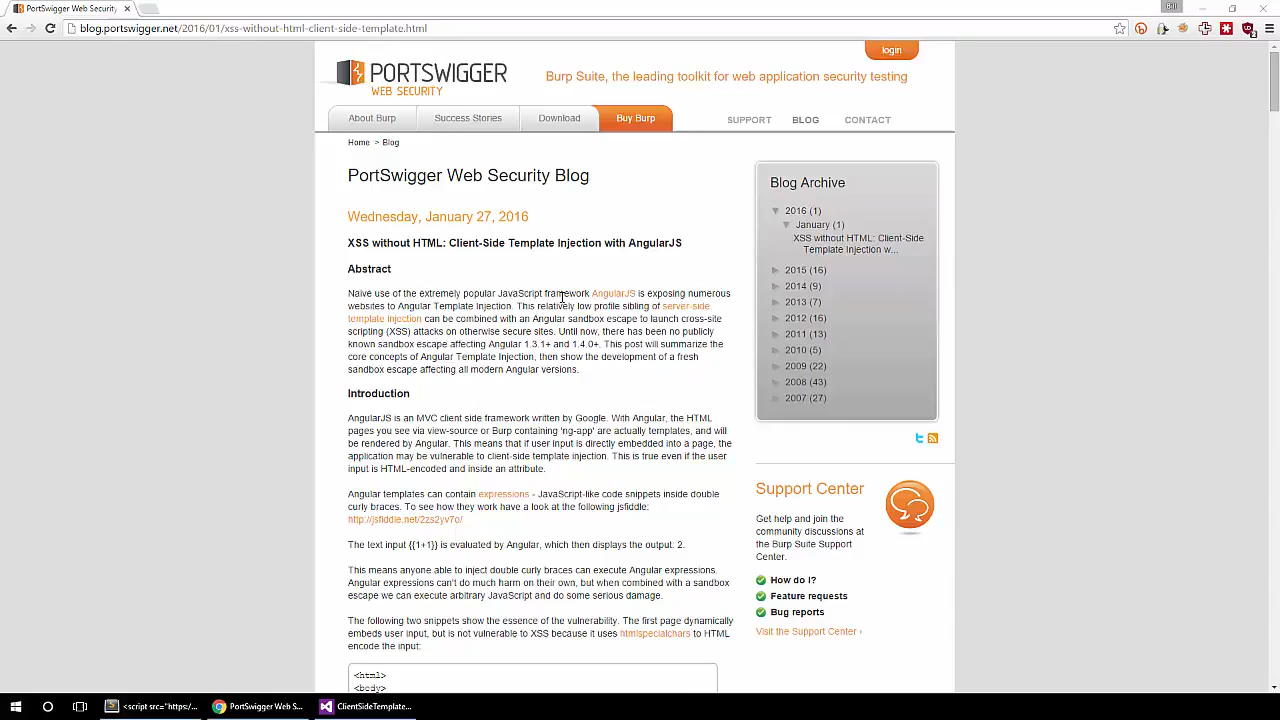 PortSwigger Web Security
Bill
blog.portswigger.net/2016/01/xss-without-html-client-side-template.html
login
PORTSWIGGER
WEB SECURITY
Burp Suite, the leading toolkit for web application security testing
About Burp
Success Stories
Download
Buy Burp
SUPPORT
BLOG
CONTACT
Home > Blog
PortSwigger Web Security Blog
Wednesday, January 27, 2016
XSS without HTML: Client-Side Template Injection with AngularJS
Abstract
Naive use of the extremely popular JavaScript framework AngularJS is exposing numerous
websites to Angular Template Injection. This relatively low profile sibling of server-side
template injection can be combined with an Angular sandbox escape to launch cross-site
scripting (XSS) attacks on otherwise secure sites. Until now, there has been no publicly
known sandbox escape affecting Angular 1.3.1+ and 1.4.0+. This post will summarize the
core concepts of Angular Template Injection, then show the development of a fresh
sandbox escape affecting all modern Angular versions.
Introduction
AngularJS is an MVC client side framework written by Google. With Angular, the HTML
pages you see via view-source or Burp containing 'ng-app' are actually templates, and will
be rendered by Angular. This means that if user input is directly embedded into a page, the
application may be vulnerable to client-side template injection. This is true even if the user
input is HTML-encoded and inside an attribute.
Angular templates can contain expressions - JavaScript-like code snippets inside double
curly braces. To see how they work have a look at the following jsfiddle:
http://jsfiddle.net/2zs2yv7o/
The text input {{1+1}} is evaluated by Angular, which then displays the output: 2.
This means anyone able to inject double curly braces can execute Angular expressions.
Angular expressions can't do much harm on their own, but when combined with a sandbox
escape we can execute arbitrary JavaScript and do some serious damage.
The following two snippets show the essence of the vulnerability. The first page dynamically
embeds user input, but is not vulnerable to XSS because it uses htmlspecialchars to HTML
encode the input:
<html>
<body>
Blog Archive
2016 (1)
January (1)
XSS without HTML: Client-Side
Template Injection w...
2015 (16)
2014 (9)
2013 (7)
2012 (16)
2011 (13)
2010 (5)
2009 (22)
2008 (43)
2007 (27)
Support Center
Get help and join the
community discussions at
the Burp Suite Support
Center.
How do I?
Feature requests
Bug reports
Visit the Support Center ›
<script src="https:/...
PortSwigger Web S...
ClientSideTemplate...